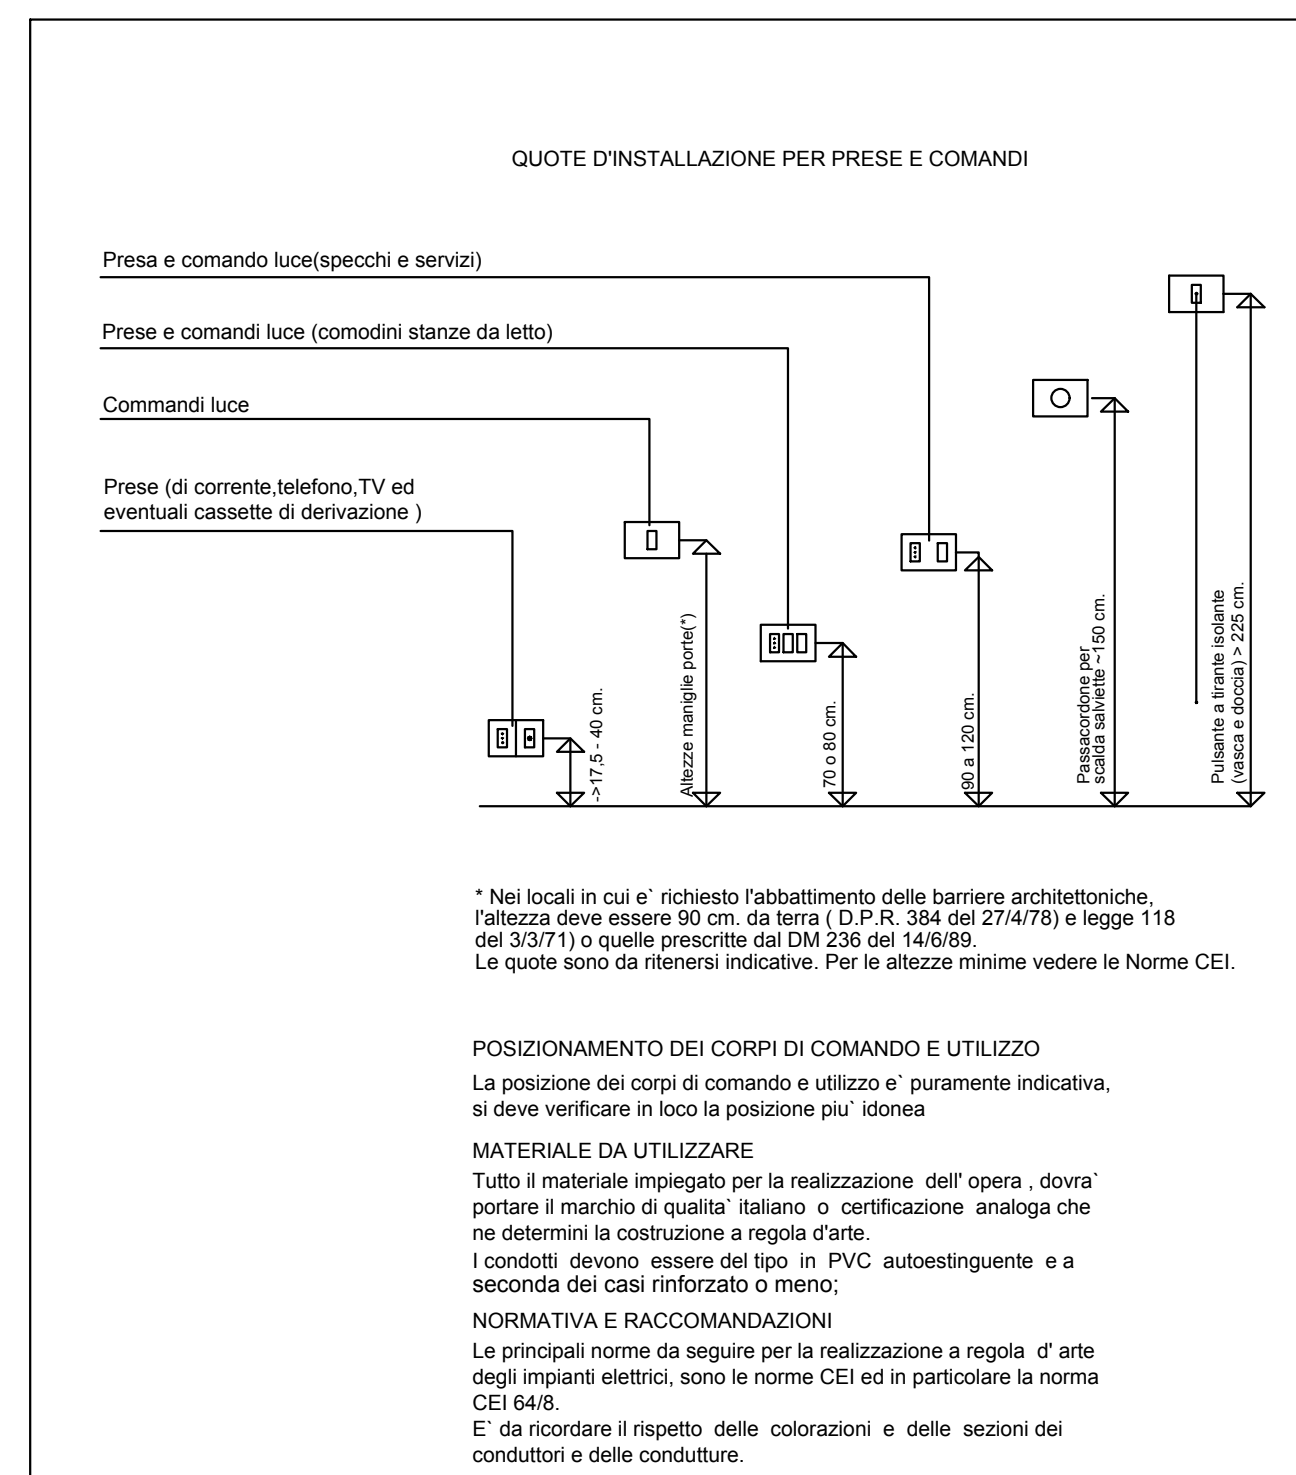 QUOTE D'INSTALLAZIONE PER PRESE E COMANDI
Presa e comando luce(specchi e servizi)
Prese e comandi luce (comodini stanze da letto)
Commandi luce
Prese (di corrente,telefono,TV ed
eventuali cassette di derivazione )
->17,5 - 40 cm.
Altezze maniglie porte(*)
70 o 80 cm.
90 a 120 cm.
Passacordone per
scalda salviette ~150 cm.
Pulsante a tirante isolante
(vasca e doccia) > 225 cm.
* Nei locali in cui e` richiesto l'abbattimento delle barriere architettoniche,
l'altezza deve essere 90 cm. da terra ( D.P.R. 384 del 27/4/78) e legge 118
del 3/3/71) o quelle prescritte dal DM 236 del 14/6/89.
Le quote sono da ritenersi indicative. Per le altezze minime vedere le Norme CEI.
POSIZIONAMENTO DEI CORPI DI COMANDO E UTILIZZO
La posizione dei corpi di comando e utilizzo e` puramente indicativa,
si deve verificare in loco la posizione piu` idonea
MATERIALE DA UTILIZZARE
Tutto il materiale impiegato per la realizzazione dell' opera , dovra`
portare il marchio di qualita` italiano o certificazione analoga che
ne determini la costruzione a regola d'arte.
I condotti devono essere del tipo in PVC autoestinguente e a
seconda dei casi rinforzato o meno;
NORMATIVA E RACCOMANDAZIONI
Le principali norme da seguire per la realizzazione a regola d' arte
degli impianti elettrici, sono le norme CEI ed in particolare la norma
CEI 64/8.
E` da ricordare il rispetto delle colorazioni e delle sezioni dei
conduttori e delle condutture.